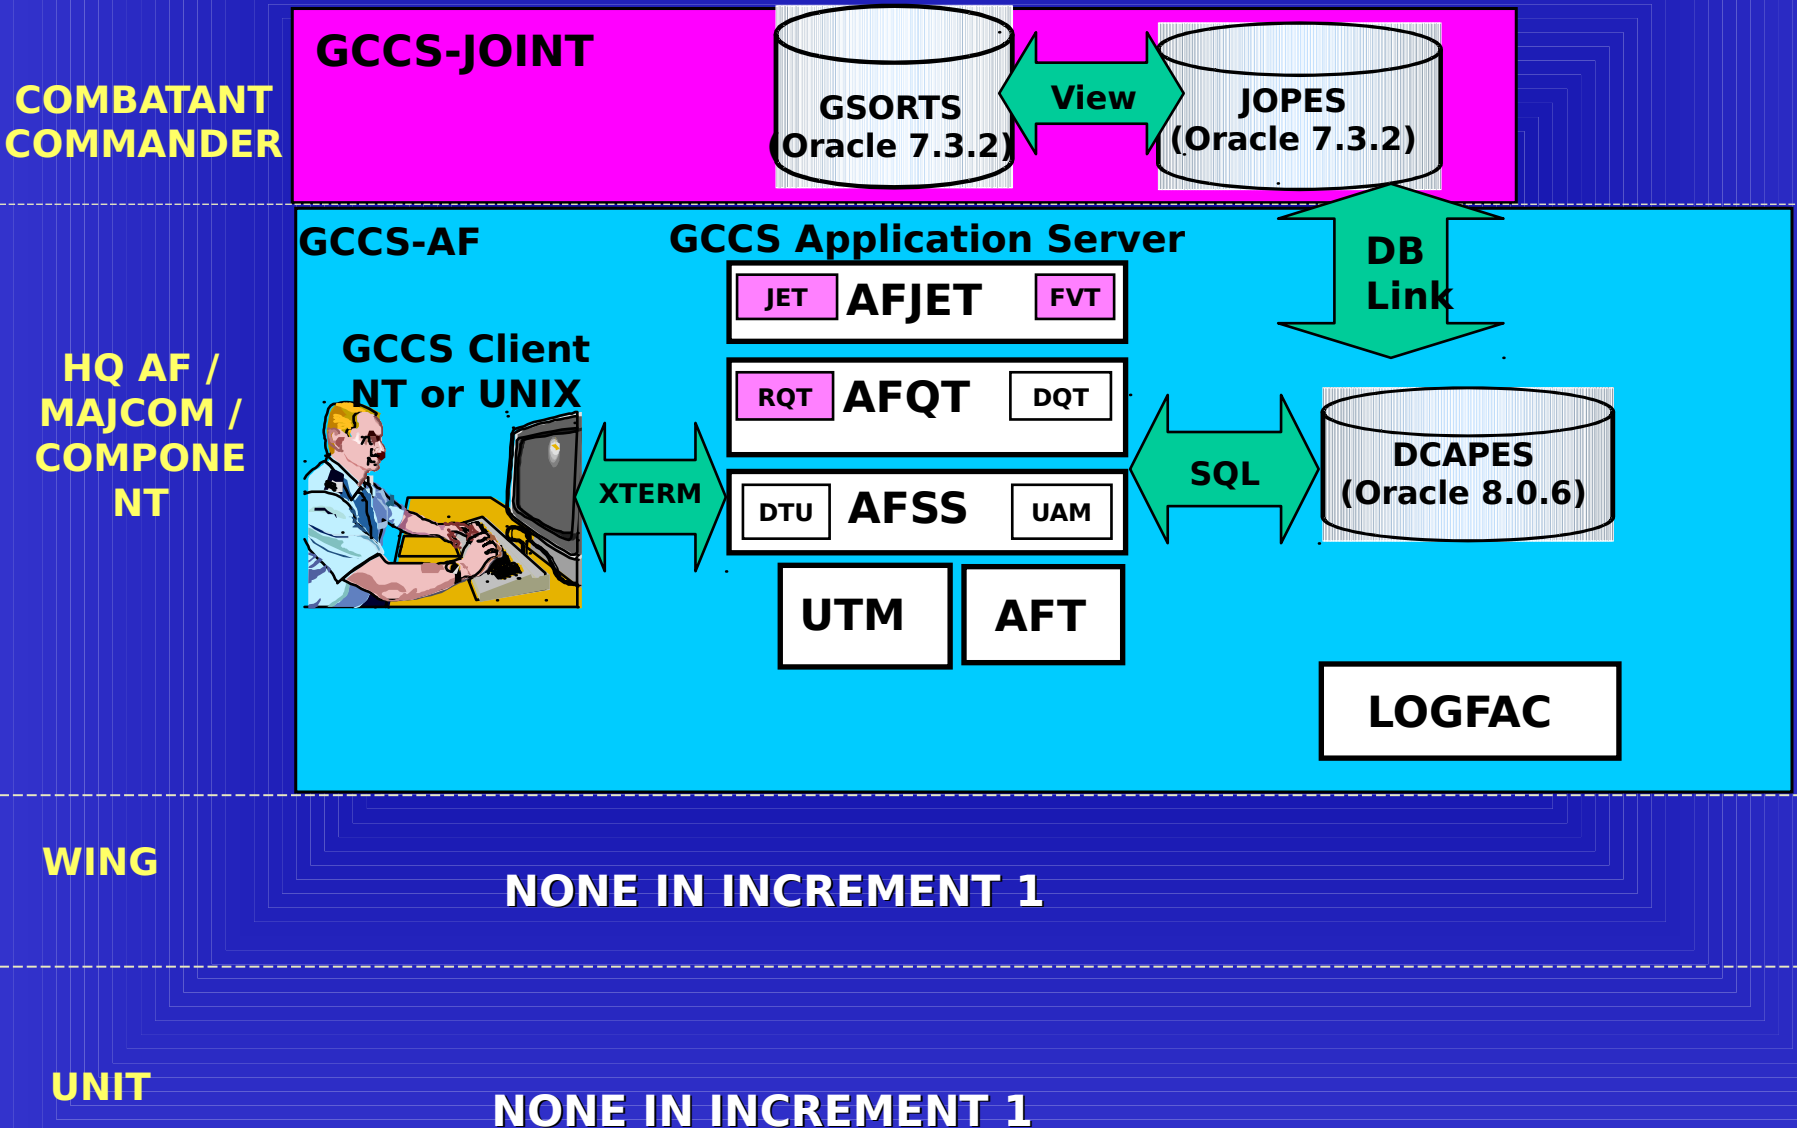 GCCS-JOINT
COMBATANT
COMMANDER
GSORTS
(Oracle 7.3.2)
View
JOPES
(Oracle 7.3.2)
GCCS-AF
GCCS Application Server
DB
Link
HQ AF /
MAJCOM /
COMPONE
NT
GCCS Client
NT or UNIX
JET
AFJET
FVT
RQT
AFQT
DQT
XTERM
DTU
AFSS
UAM
SQL
DCAPES
(Oracle 8.0.6)
UTM
AFT
LOGFAC
WING
NONE IN INCREMENT 1
UNIT
NONE IN INCREMENT 1